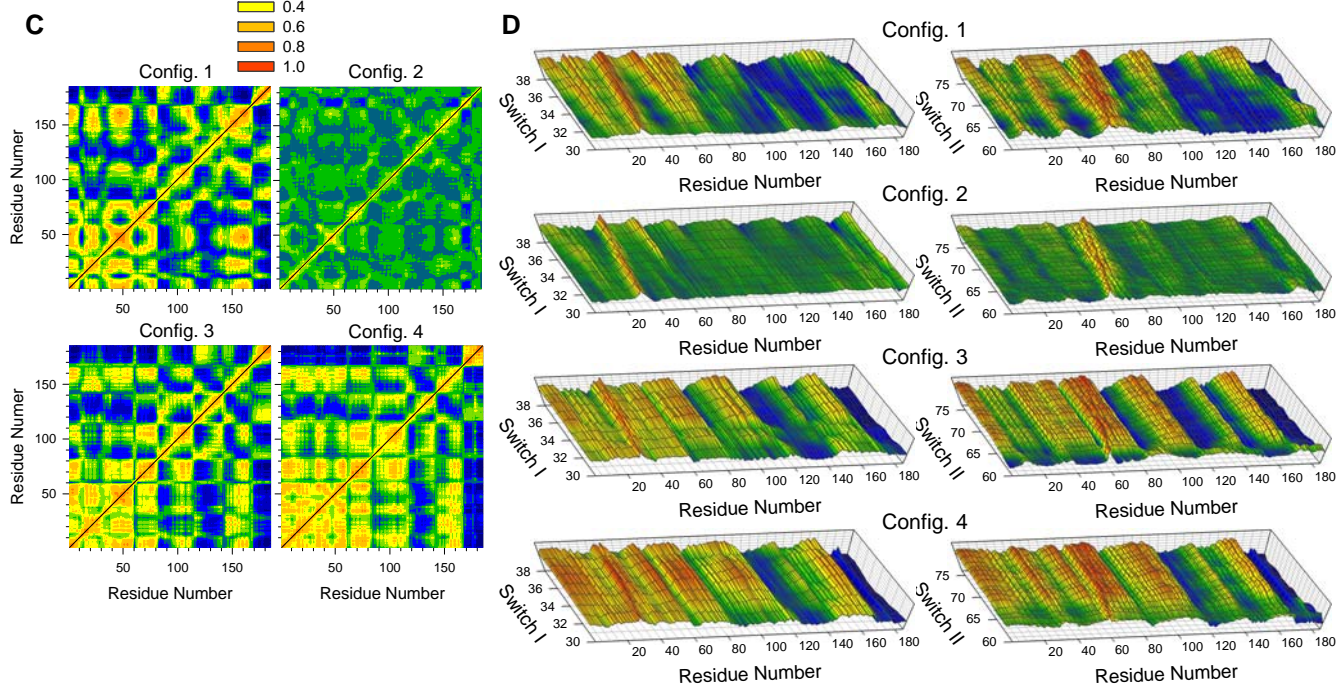 C
0.4
0.6
0.8
1.0
Config. 1
Config. 2
Residue Numer
150
100
50
50 100 150
50 100 150
Config. 3
Config. 4
Residue Numer
150
100
50
50 100 150
50 100 150
Residue Number
Residue Number
D
Config. 1
Switch I
38
36
34
32
30
20 40 60 80 100 120 140 160 180
Residue Number
Switch II
75
70
65
60
20 40 60 80 100 120 140 160 180
Residue Number
Config. 2
Switch I
38
36
34
32
30
20 40 60 80 100 120 140 160 180
Residue Number
Switch II
75
70
65
60
20 40 60 80 100 120 140 160 180
Residue Number
Config. 3
Switch I
38
36
34
32
30
20 40 60 80 100 120 140 160 180
Residue Number
Switch II
75
70
65
60
20 40 60 80 100 120 140 160 180
Residue Number
Config. 4
Switch I
38
36
34
32
30
20 40 60 80 100 120 140 160 180
Residue Number
Switch II
75
70
65
60
20 40 60 80 100 120 140 160 180
Residue Number